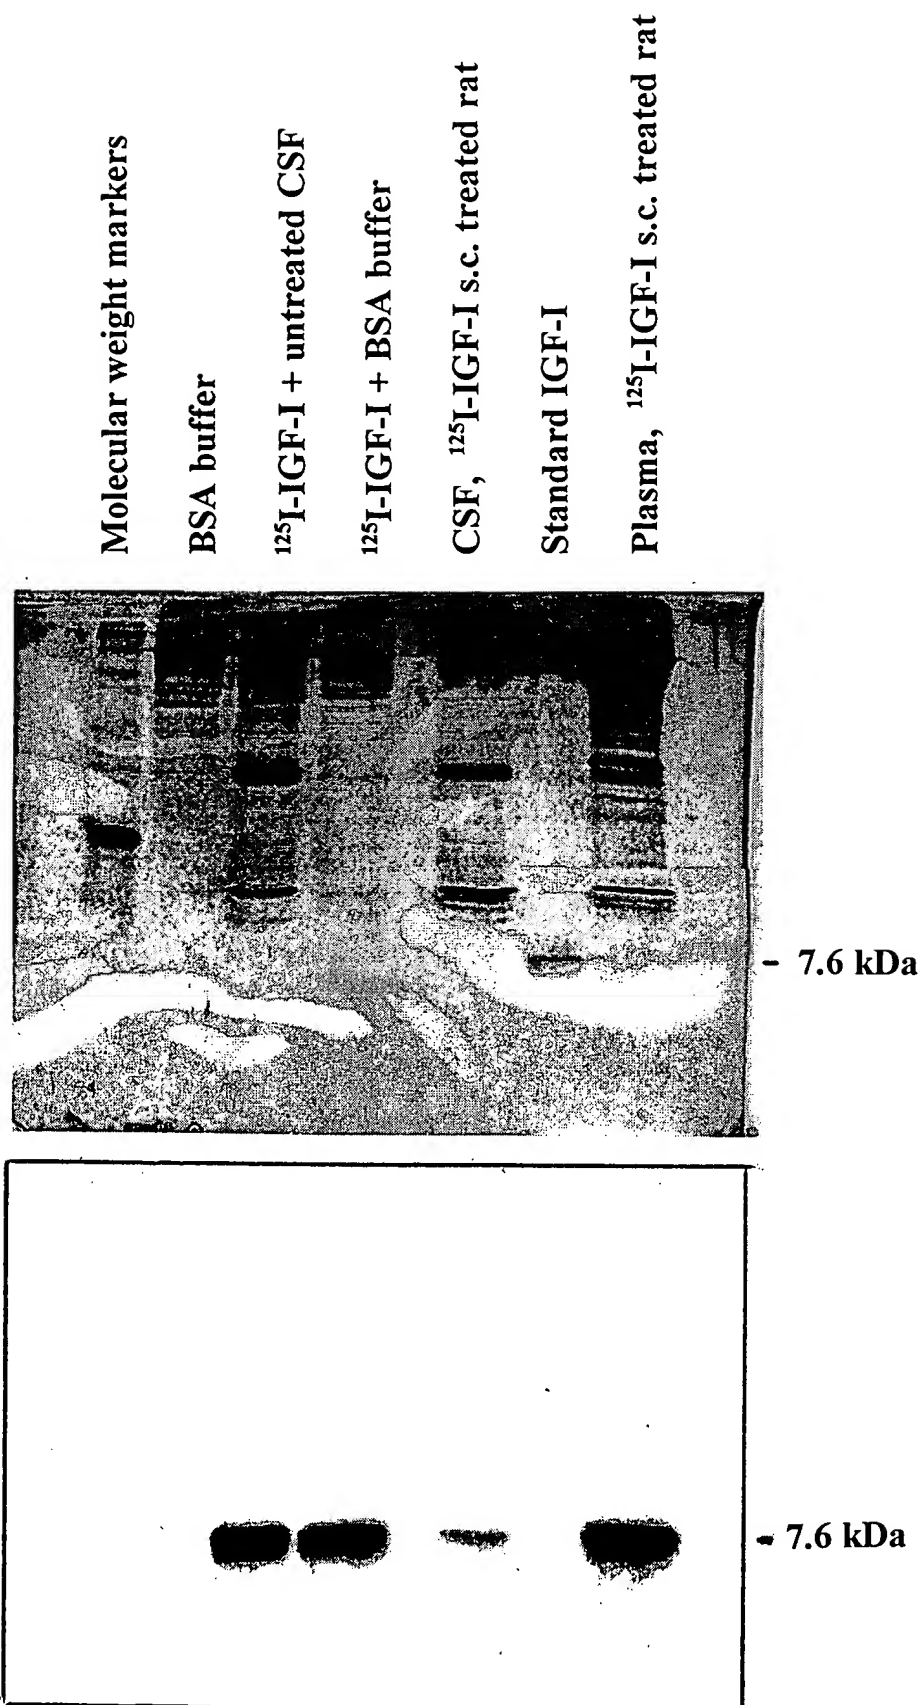 Molecular weight markers
BSA buffer
¹²⁵I-IGF-I + untreated CSF
¹²⁵I-IGF-I + BSA buffer
CSF, ¹²⁵I-IGF-I s.c. treated rat
Standard IGF-I
Plasma, ¹²⁵I-IGF-I s.c. treated rat
- 7.6 kDa
- 7.6 kDa